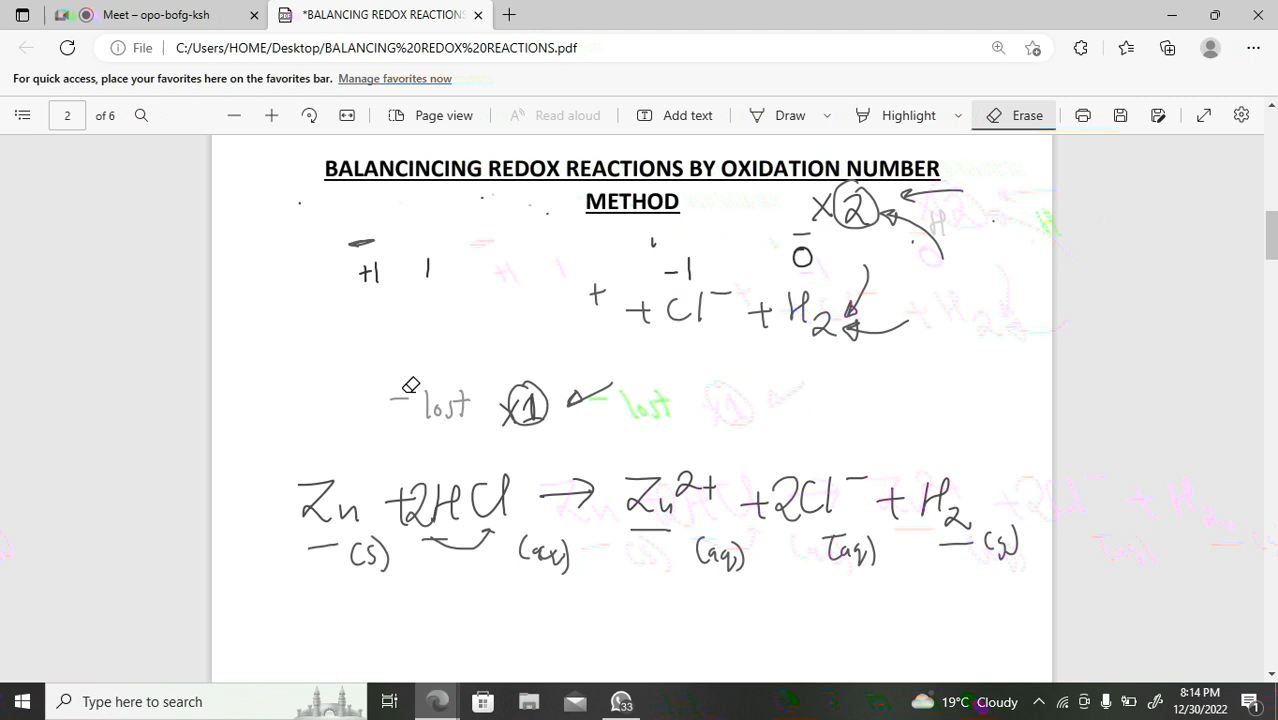 Meet – opo-bofg-ksh
*BALANCING REDOX REACTIONS
File C:/Users/HOME/Desktop/BALANCING%20REDOX%20REACTIONS.pdf
For quick access, place your favorites here on the favorites bar. Manage favorites now
2 of 6 Page view Read aloud Add text Draw Highlight Erase
BALANCINCING REDOX REACTIONS BY OXIDATION NUMBER
METHOD
x2
+1 1 -1 0
+ + Cl⁻ + H₂
- lost x1 - lost x1
Zn + 2HCl → Zn²⁺ + 2Cl⁻ + H₂
(s) (aq) (aq) (aq) (g)
Type here to search
33
19°C Cloudy
8:14 PM
12/30/2022
1